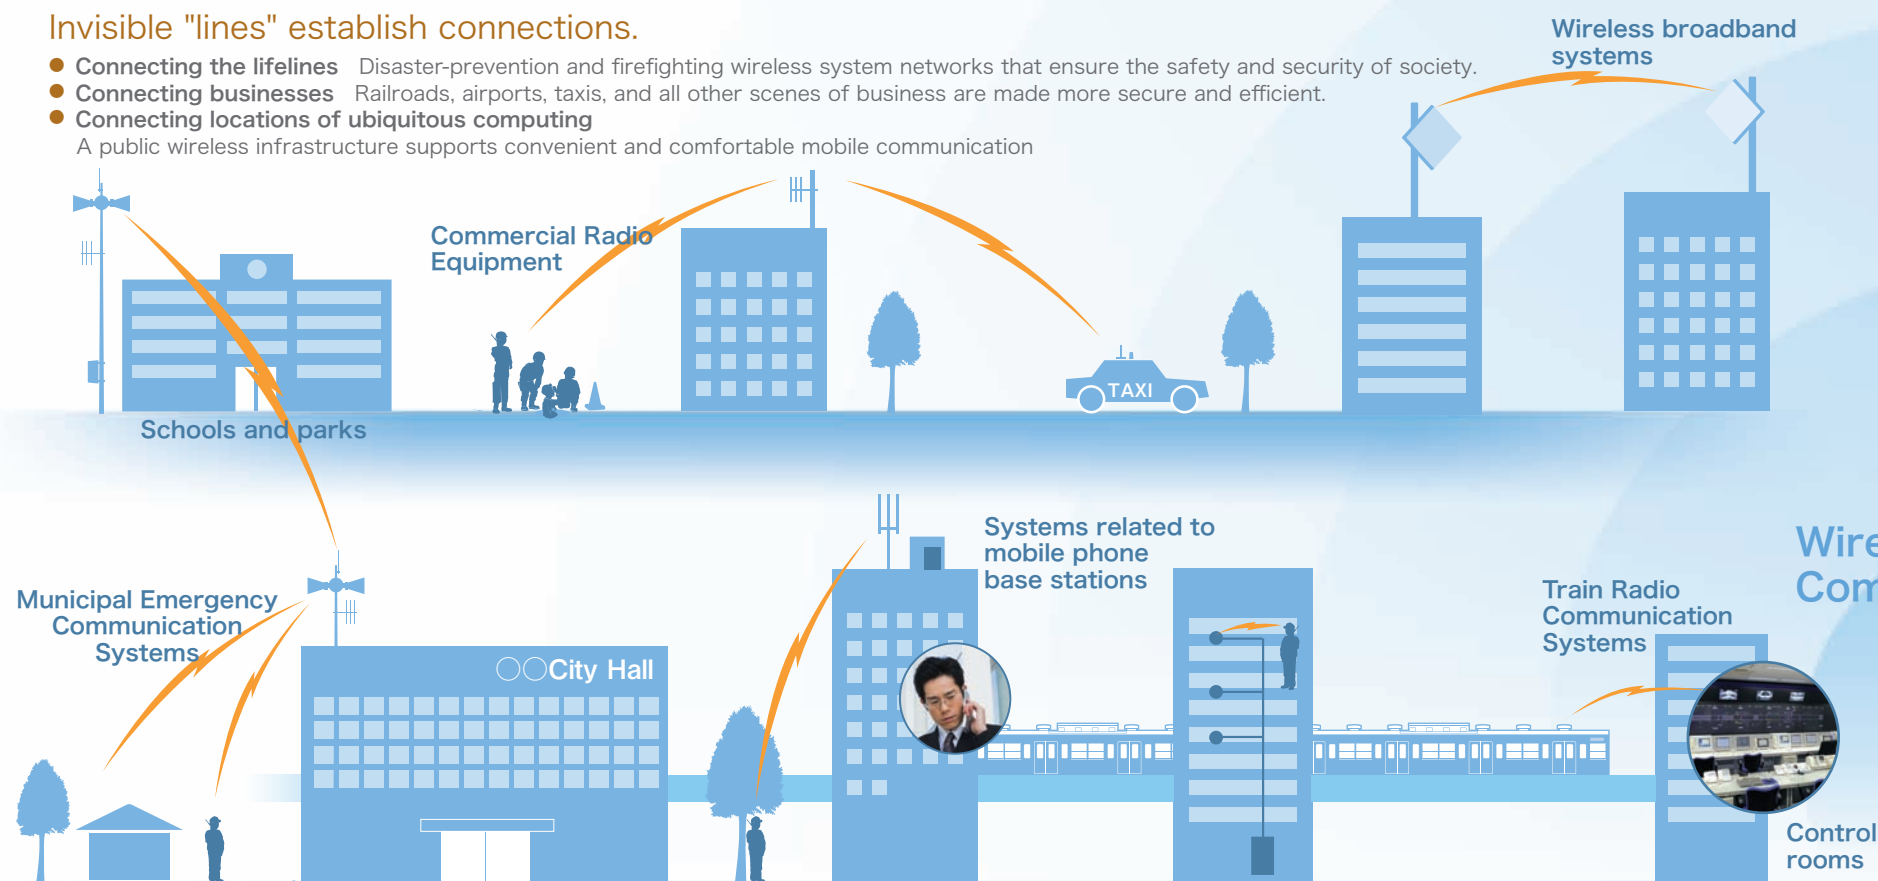 Invisible "lines" establish connections.
● Connecting the lifelines Disaster-prevention and firefighting wireless system networks that ensure the safety and security of society.
● Connecting businesses Railroads, airports, taxis, and all other scenes of business are made more secure and efficient.
● Connecting locations of ubiquitous computing
A public wireless infrastructure supports convenient and comfortable mobile communication
Wireless broadband
systems
Commercial Radio
Equipment
TAXI
Schools and parks
Systems related to
mobile phone
base stations
Municipal Emergency
Communication
Systems
○○City Hall
Train Radio
Communication
Systems
Wire
Com
Control
rooms